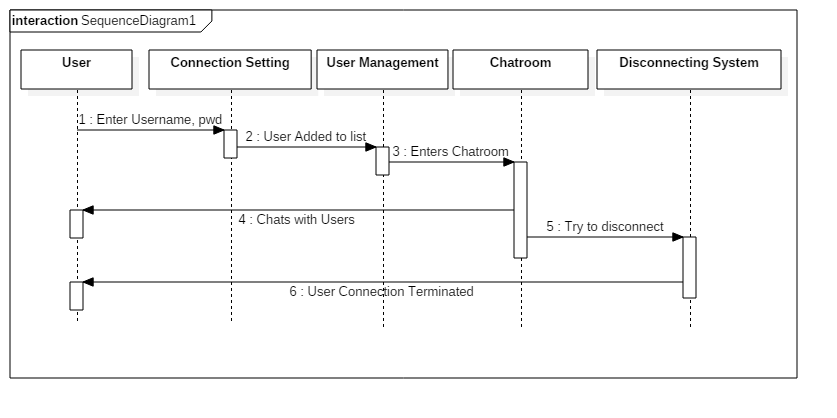 interaction SequenceDiagram1
User
Connection Setting
User Management
Chatroom
Disconnecting System
1 : Enter Username, pwd
2 : User Added to list
3 : Enters Chatroom
4 : Chats with Users
5 : Try to disconnect
6 : User Connection Terminated